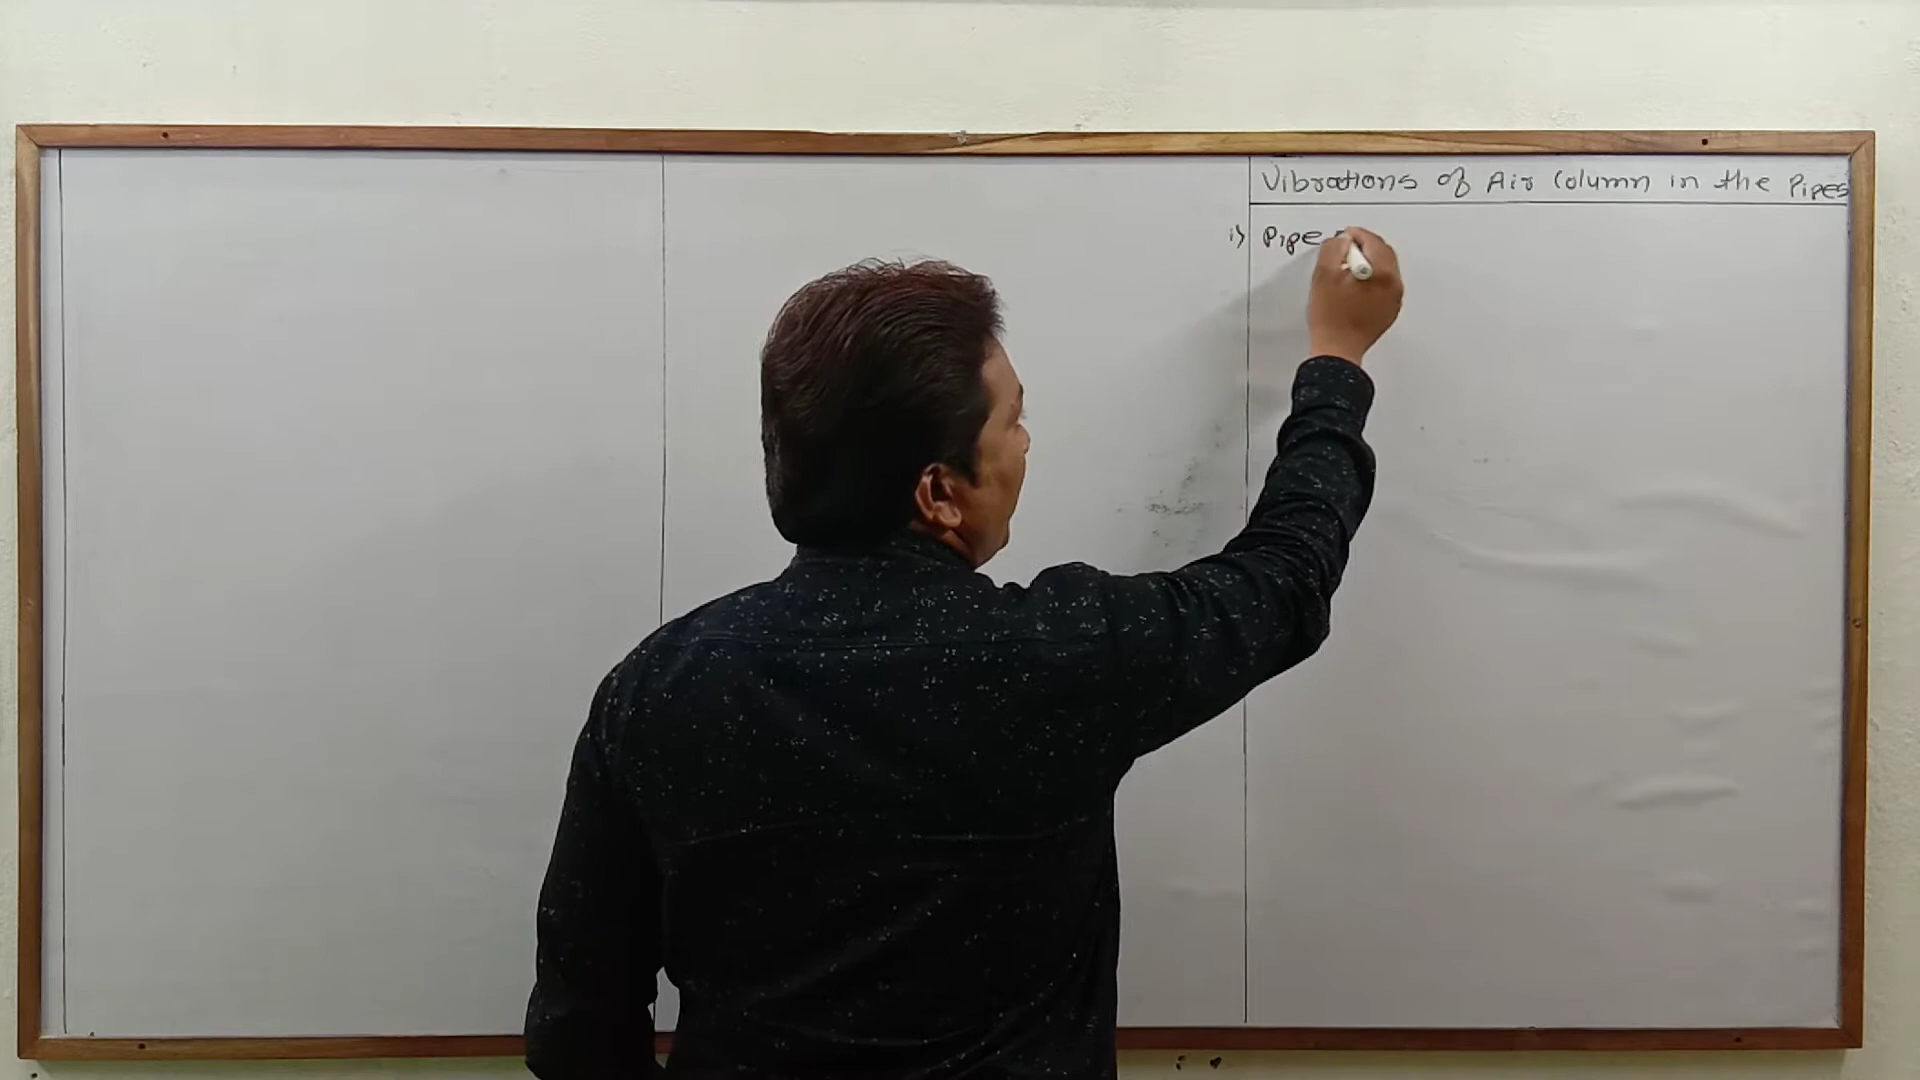 Vibrations of Air Column in the Pipes
i) Pipe